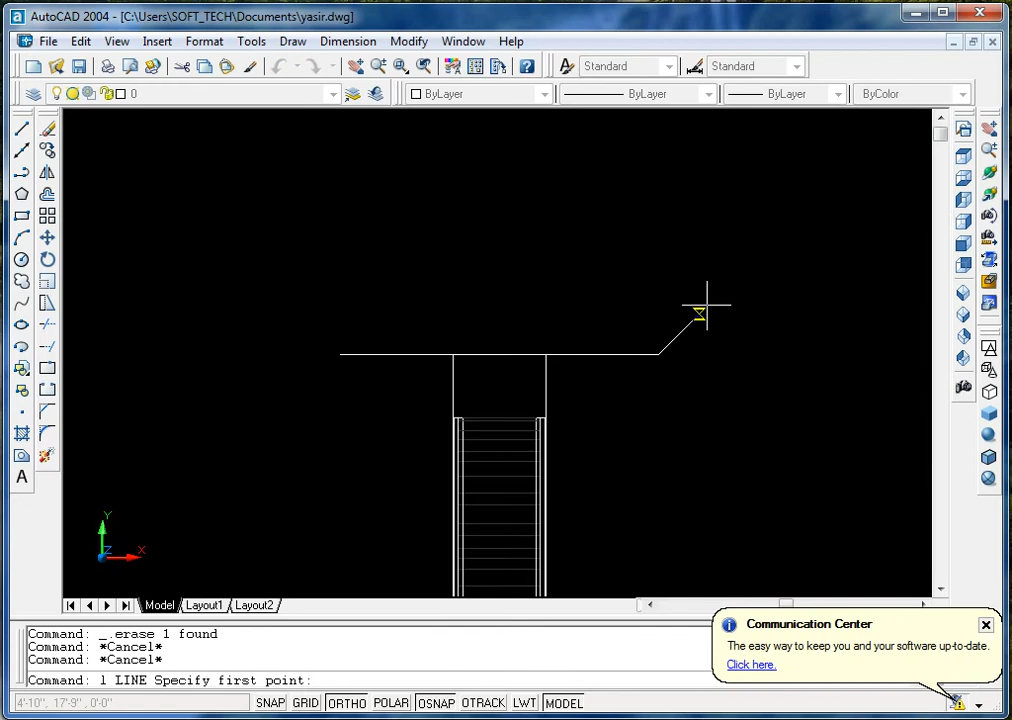 AutoCAD 2004 - [C:\Users\SOFT_TECH\Documents\yasir.dwg]
File Edit View Insert Format Tools Draw Dimension Modify Window Help
Standard Standard
0 ByLayer ByLayer ByLayer ByColor
A
Y
Z X
Model Layout1 Layout2
Command: _.erase 1 found
Command: *Cancel*
Command: *Cancel*
Command: l LINE Specify first point:
Communication Center
The easy way to keep you and your software up-to-date.
Click here.
4'-10", 17'-9", 0'-0" SNAP GRID ORTHO POLAR OSNAP OTRACK LWT MODEL